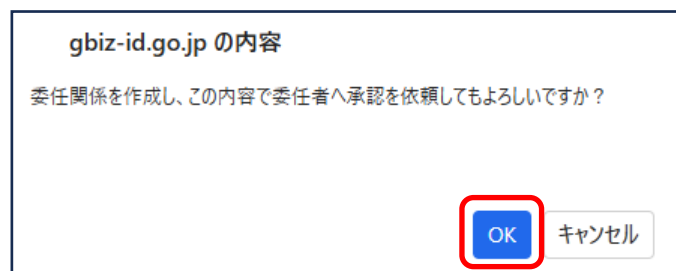 gbiz-id.go.jp の内容
委任関係を作成し、この内容で委任者へ承認を依頼してもよろしいですか？
OK キャンセル